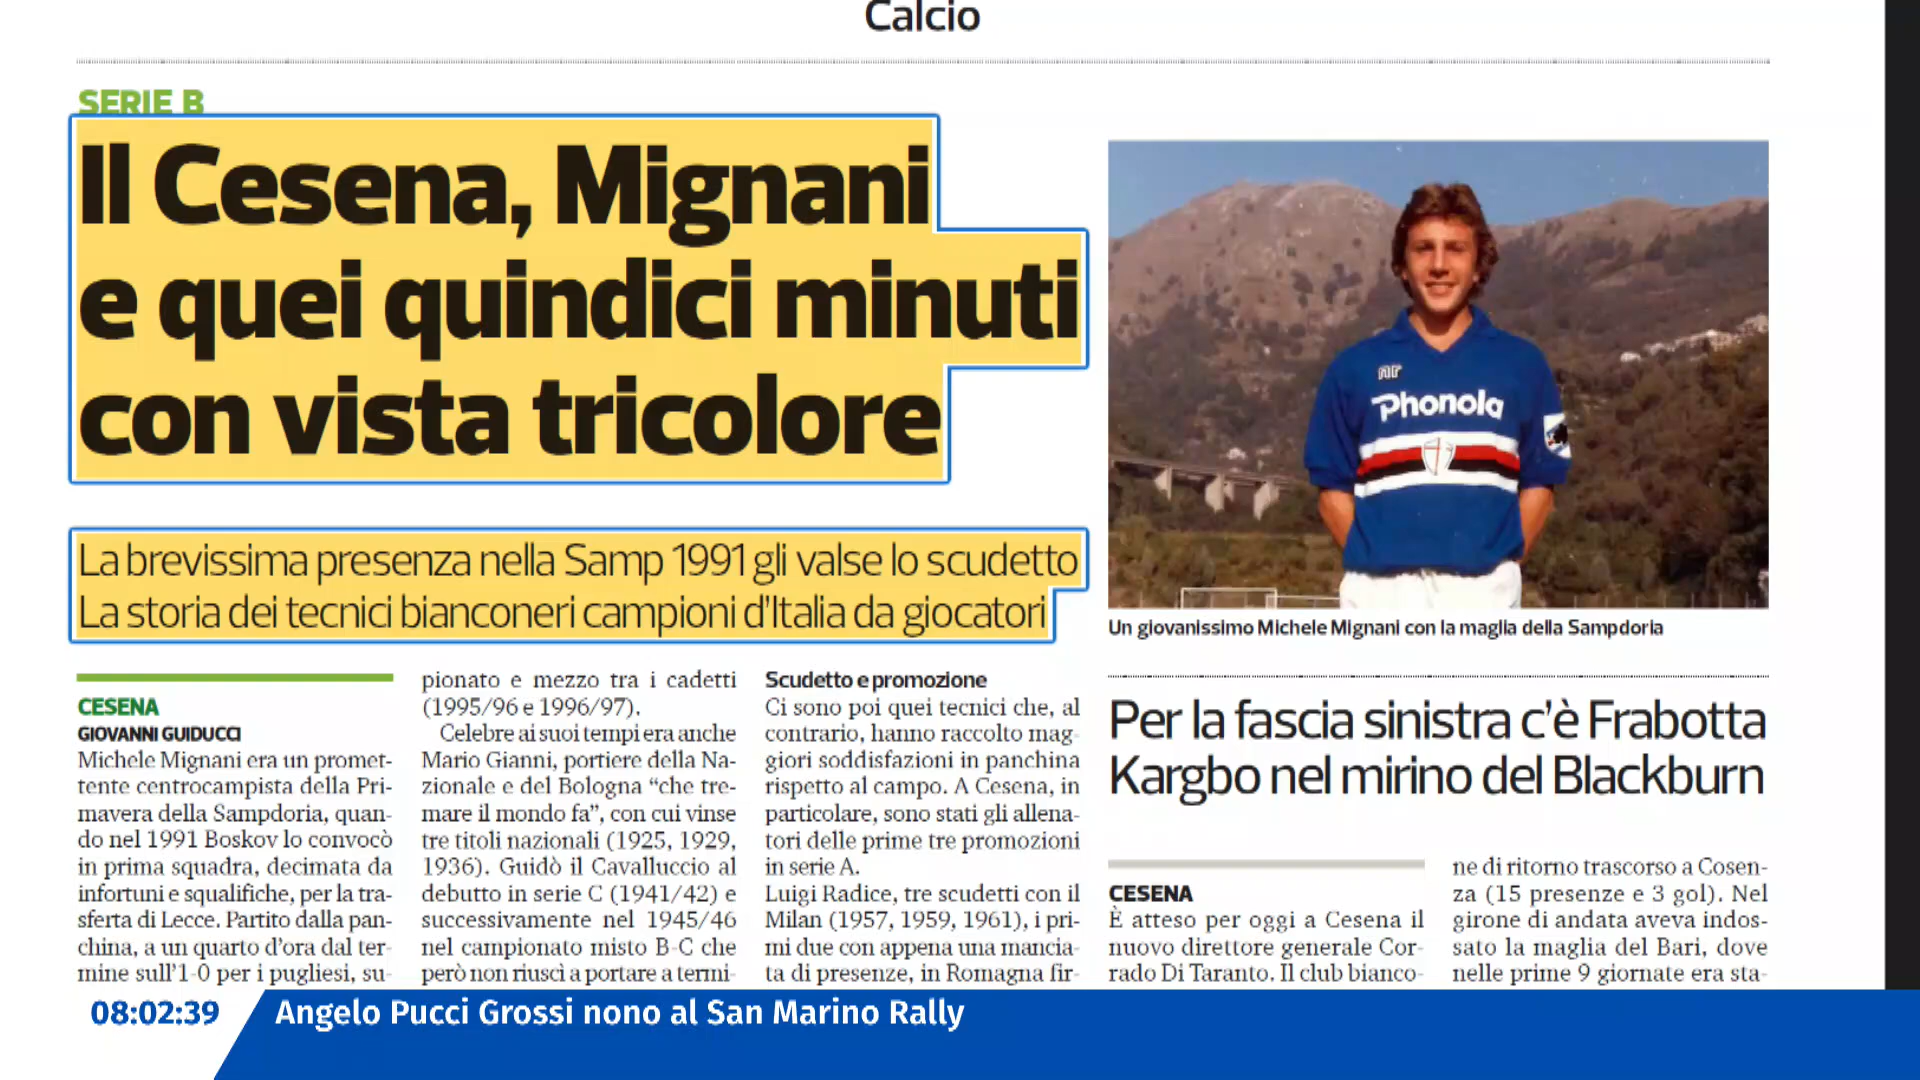 Calcio
SERIE B
Il Cesena, Mignani
e quei quindici minuti
con vista tricolore
La brevissima presenza nella Samp 1991 gli valse lo scudetto
La storia dei tecnici bianconeri campioni d'Italia da giocatori
CESENA
GIOVANNI GUIDUCCI
Michele Mignani era un promet-
tente centrocampista della Pri-
mavera della Sampdoria, quan-
do nel 1991 Boskov lo convocò
in prima squadra, decimata da
infortuni e squalifiche, per la tra-
sferta di Lecce. Partito dalla pan-
china, a un quarto d'ora dal ter-
mine sull'1-0 per i pugliesi, su-
pionato e mezzo tra i cadetti
(1995/96 e 1996/97).
Celebre ai suoi tempi era anche
Mario Gianni, portiere della Na-
zionale e del Bologna “che tre-
mare il mondo fa”, con cui vinse
tre titoli nazionali (1925, 1929,
1936). Guidò il Cavalluccio al
debutto in serie C (1941/42) e
successivamente nel 1945/46
nel campionato misto B-C che
però non riuscì a portare a termi-
Scudetto e promozione
Ci sono poi quei tecnici che, al
contrario, hanno raccolto mag-
giori soddisfazioni in panchina
rispetto al campo. A Cesena, in
particolare, sono stati gli allena-
tori delle prime tre promozioni
in serie A.
Luigi Radice, tre scudetti con il
Milan (1957, 1959, 1961), i pri-
mi due con appena una mancia-
ta di presenze, in Romagna fir-
nr
Phonola
Un giovanissimo Michele Mignani con la maglia della Sampdoria
Per la fascia sinistra c'è Frabotta
Kargbo nel mirino del Blackburn
CESENA
È atteso per oggi a Cesena il
nuovo direttore generale Cor-
rado Di Taranto. Il club bianco-
ne di ritorno trascorso a Cosen-
za (15 presenze e 3 gol). Nel
girone di andata aveva indos-
sato la maglia del Bari, dove
nelle prime 9 giornate era sta-
08:02:39
Angelo Pucci Grossi nono al San Marino Rally